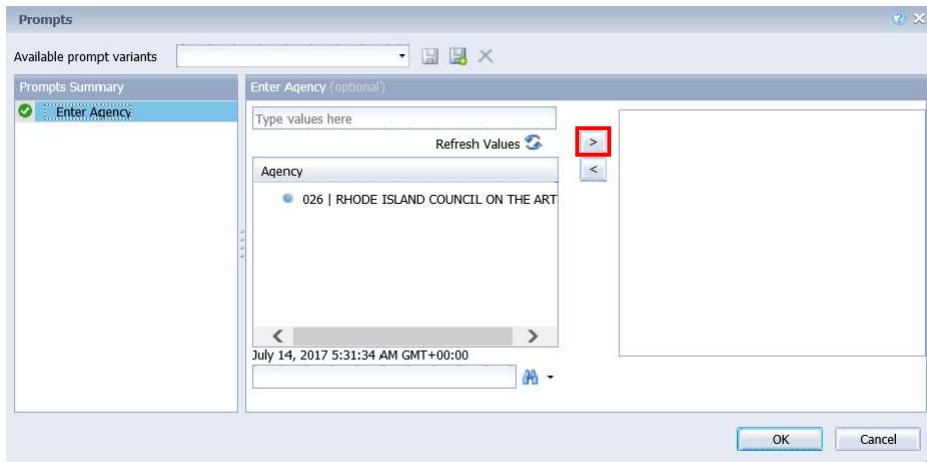 Prompts
Available prompt variants
Prompts Summary
Enter Agency
Enter Agency (optional)
Type values here
Refresh Values
>
<
Agency
026 | RHODE ISLAND COUNCIL ON THE ART
July 14, 2017 5:31:34 AM GMT+00:00
OK Cancel